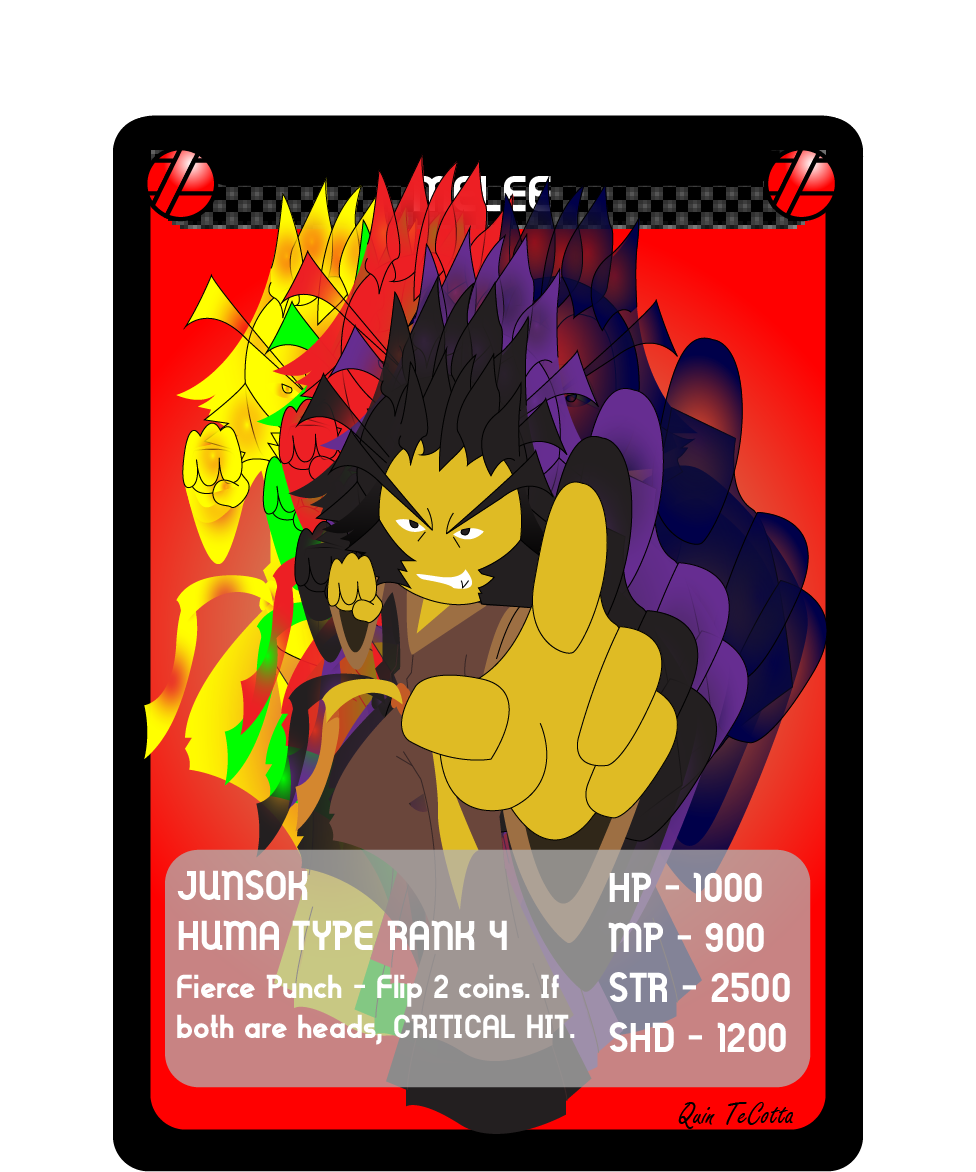 MELEE
JUNSOK
HUMA TYPE RANK 4
Fierce Punch - Flip 2 coins. If
both are heads, CRITICAL HIT.
HP - 1000
MP - 900
STR - 2500
SHD - 1200
Quin TeCotta